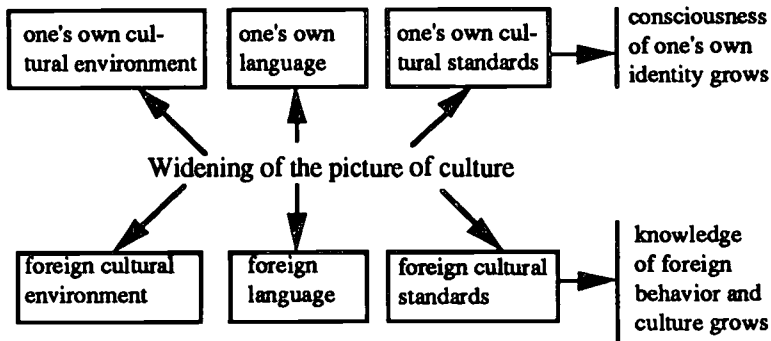 one's own cul-
tural environment
one's own
language
one's own cul-
tural standards
consciousness
of one's own
identity grows
Widening of the picture of culture
foreign cultural
environment
foreign
language
foreign cultural
standards
knowledge
of foreign
behavior and
culture grows